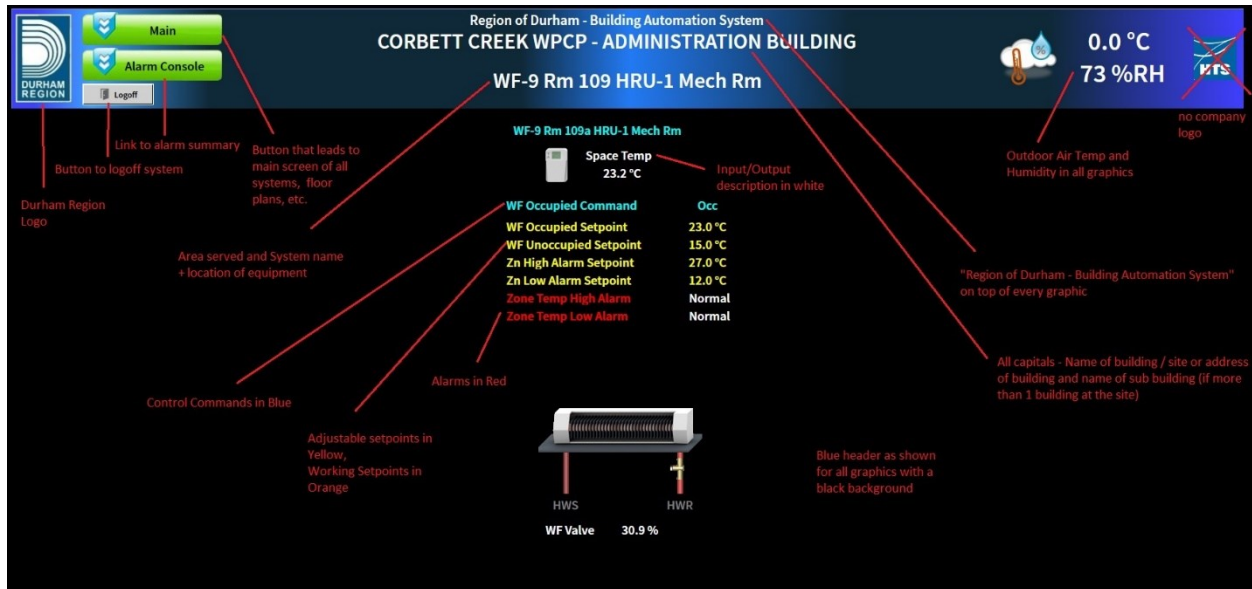 Region of Durham - Building Automation System
CORBETT CREEK WPCP - ADMINISTRATION BUILDING
WF-9 Rm 109 HRU-1 Mech Rm
DURHAM
REGION
Main
Alarm Console
Logoff
0.0 °C
73 %RH
HTS
no company
logo
Link to alarm summary
Button to logoff system
Button that leads to
main screen of all
systems, floor
plans, etc.
Durham Region
Logo
Area served and System name
+ location of equipment
WF-9 Rm 109a HRU-1 Mech Rm
Space Temp
23.2 °C
Input/Output
description in white
Outdoor Air Temp and
Humidity in all graphics
WF Occupied Command Occ
WF Occupied Setpoint 23.0 °C
WF Unoccupied Setpoint 15.0 °C
Zn High Alarm Setpoint 27.0 °C
Zn Low Alarm Setpoint 12.0 °C
Zone Temp High Alarm Normal
Zone Temp Low Alarm Normal
"Region of Durham - Building Automation System"
on top of every graphic
All capitals - Name of building / site or address
of building and name of sub building (if more
than 1 building at the site)
Alarms in Red
Control Commands in Blue
Adjustable setpoints in
Yellow,
Working Setpoints in
Orange
Blue header as shown
for all graphics with a
black background
HWS HWR
WF Valve 30.9 %